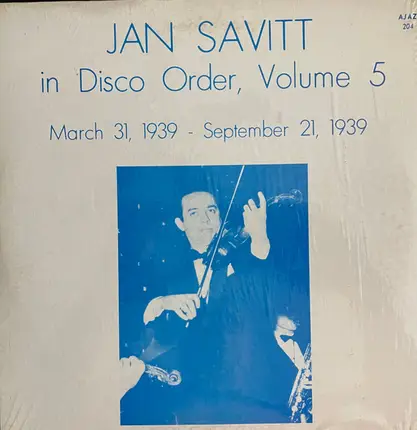 JAN SAVITT
in Disco Order, Volume 5
March 31, 1939 - September 21, 1939
AJAZ
204